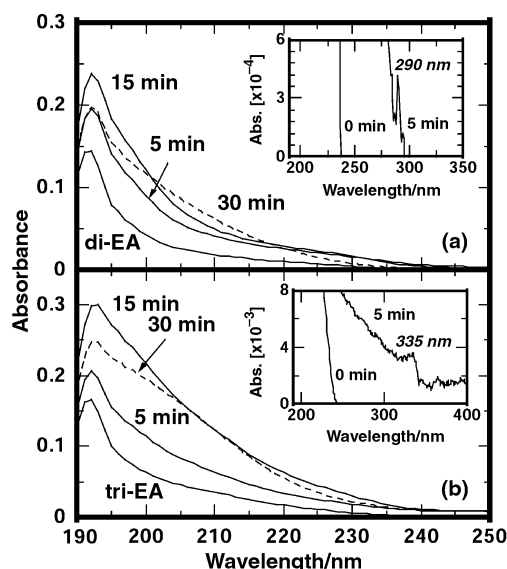 Absorbance
0.3
0.2
0.1
0
15 min
5 min
30 min
di-EA
(a)
Abs. [x10⁻⁴]
6
3
0
290 nm
0 min
5 min
200 250 300 350
Wavelength/nm
0.3
0.2
0.1
0
15 min
30 min
5 min
tri-EA
(b)
Abs. [x10⁻³]
8
4
0
5 min
335 nm
0 min
200 300 400
Wavelength/nm
190 200 210 220 230 240 250
Wavelength/nm